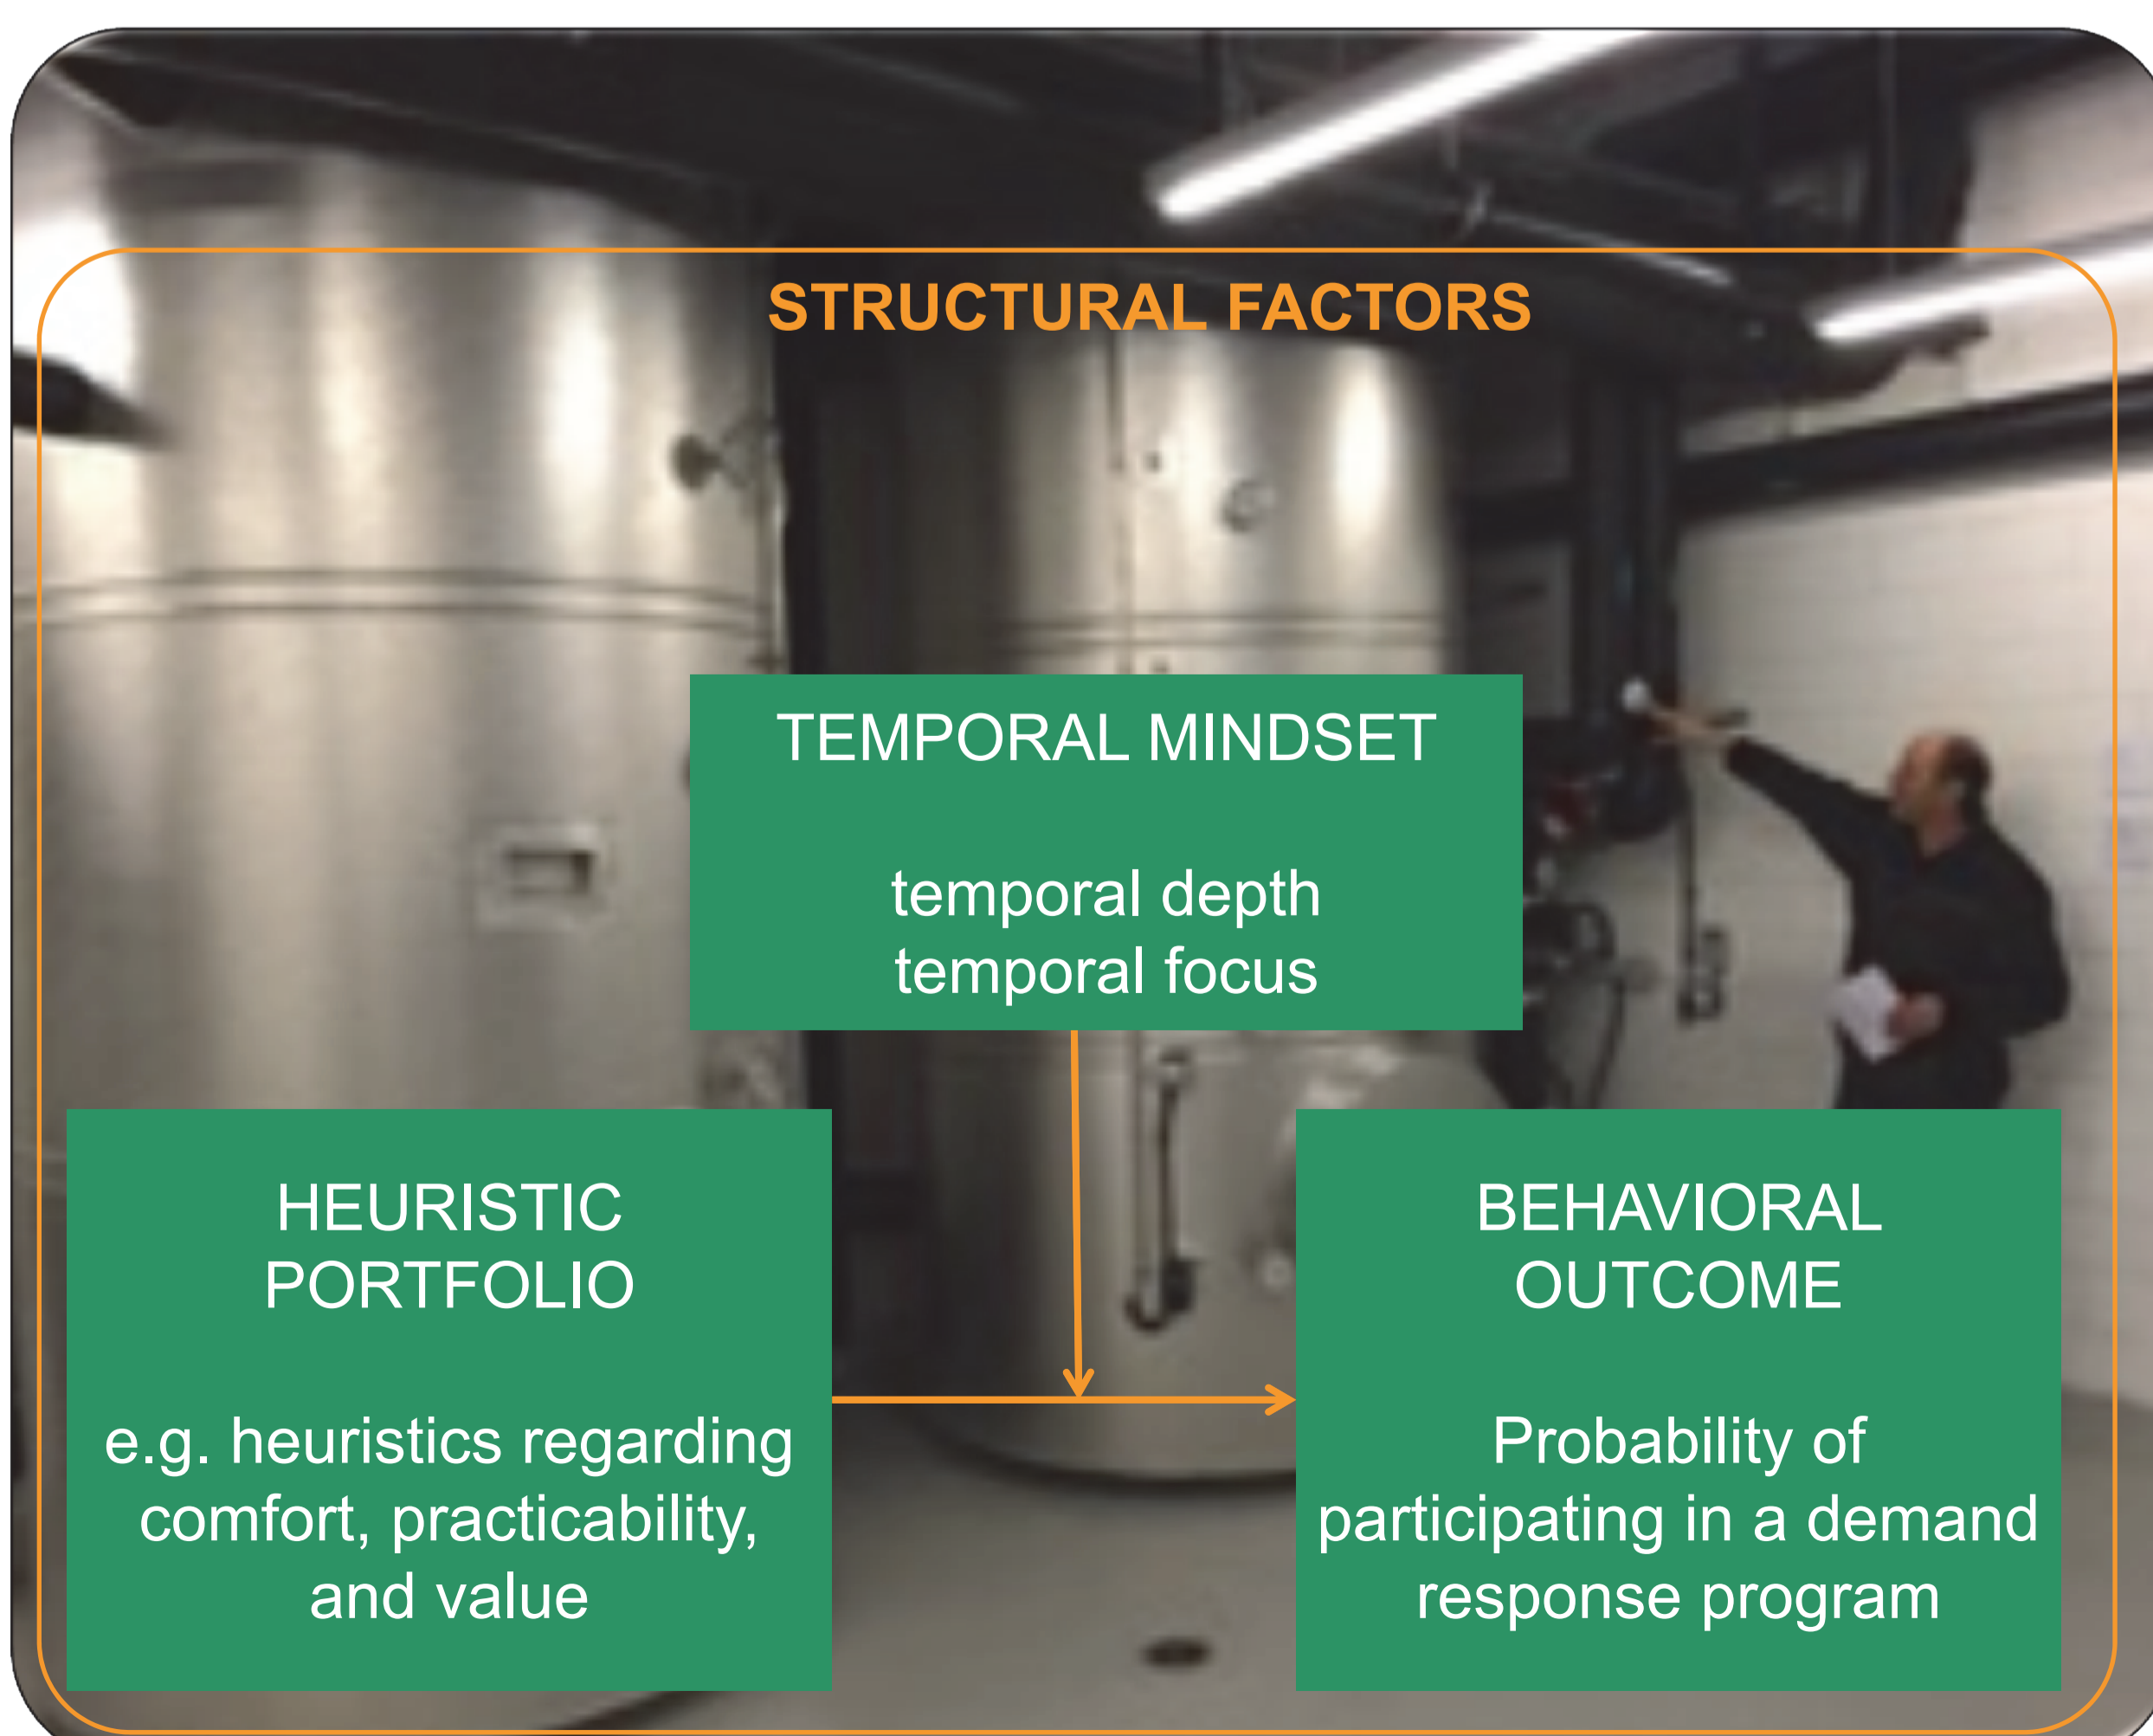 STRUCTURAL FACTORS
TEMPORAL MINDSET
temporal depth
temporal focus
HEURISTIC
PORTFOLIO
e.g. heuristics regarding
comfort, practicability,
and value
BEHAVIORAL
OUTCOME
Probability of
participating in a demand
response program